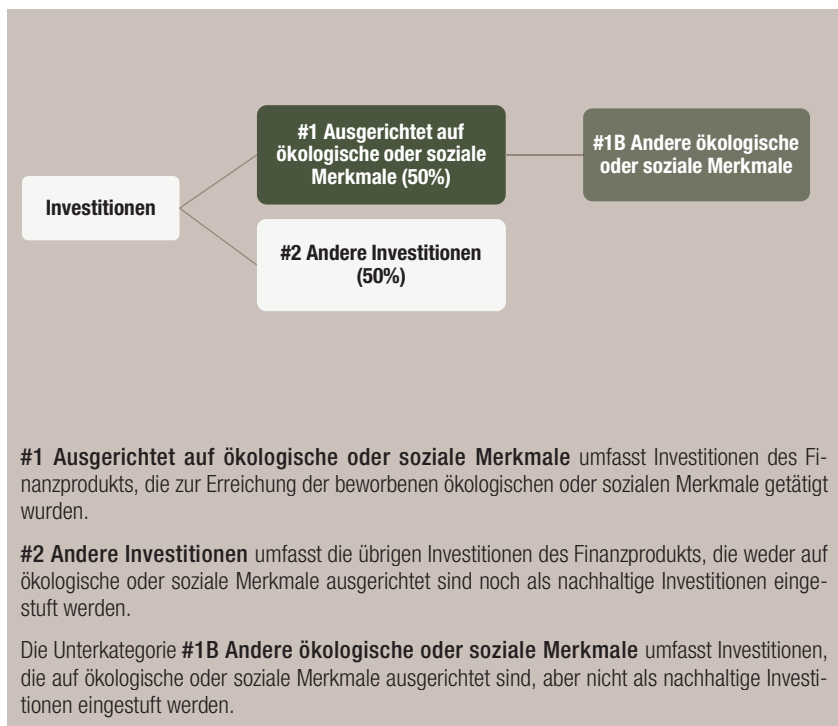 #1 Ausgerichtet auf
ökologische oder soziale
Merkmale (50%)
#1B Andere ökologische
oder soziale Merkmale
Investitionen
#2 Andere Investitionen
(50%)
#1 Ausgerichtet auf ökologische oder soziale Merkmale umfasst Investitionen des Fi-
nanzprodukts, die zur Erreichung der beworbenen ökologischen oder sozialen Merkmale getätigt
wurden.
#2 Andere Investitionen umfasst die übrigen Investitionen des Finanzprodukts, die weder auf
ökologische oder soziale Merkmale ausgerichtet sind noch als nachhaltige Investitionen einge-
stuft werden.
Die Unterkategorie #1B Andere ökologische oder soziale Merkmale umfasst Investitionen,
die auf ökologische oder soziale Merkmale ausgerichtet sind, aber nicht als nachhaltige Investi-
tionen eingestuft werden.